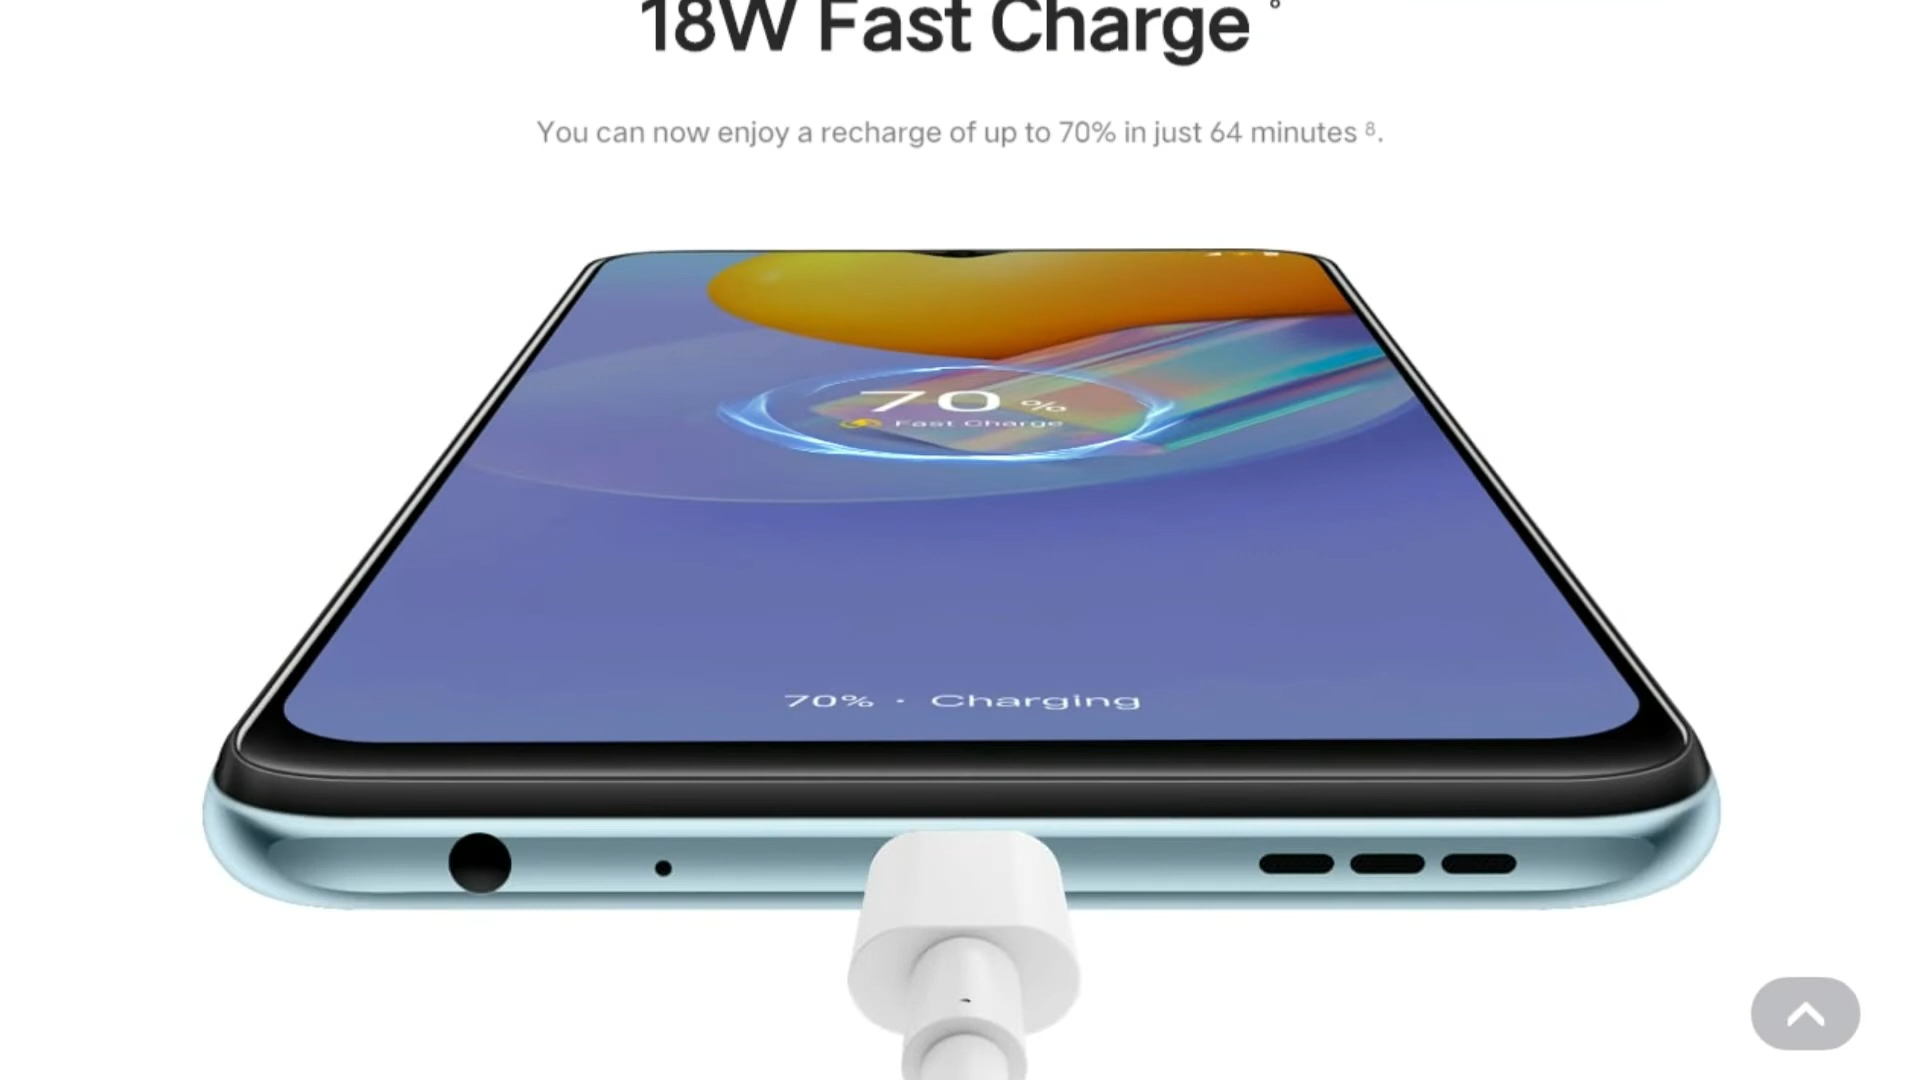 18W Fast Charge
You can now enjoy a recharge of up to 70% in just 64 minutes ⁸.
70 %
Fast Charge
70% · Charging